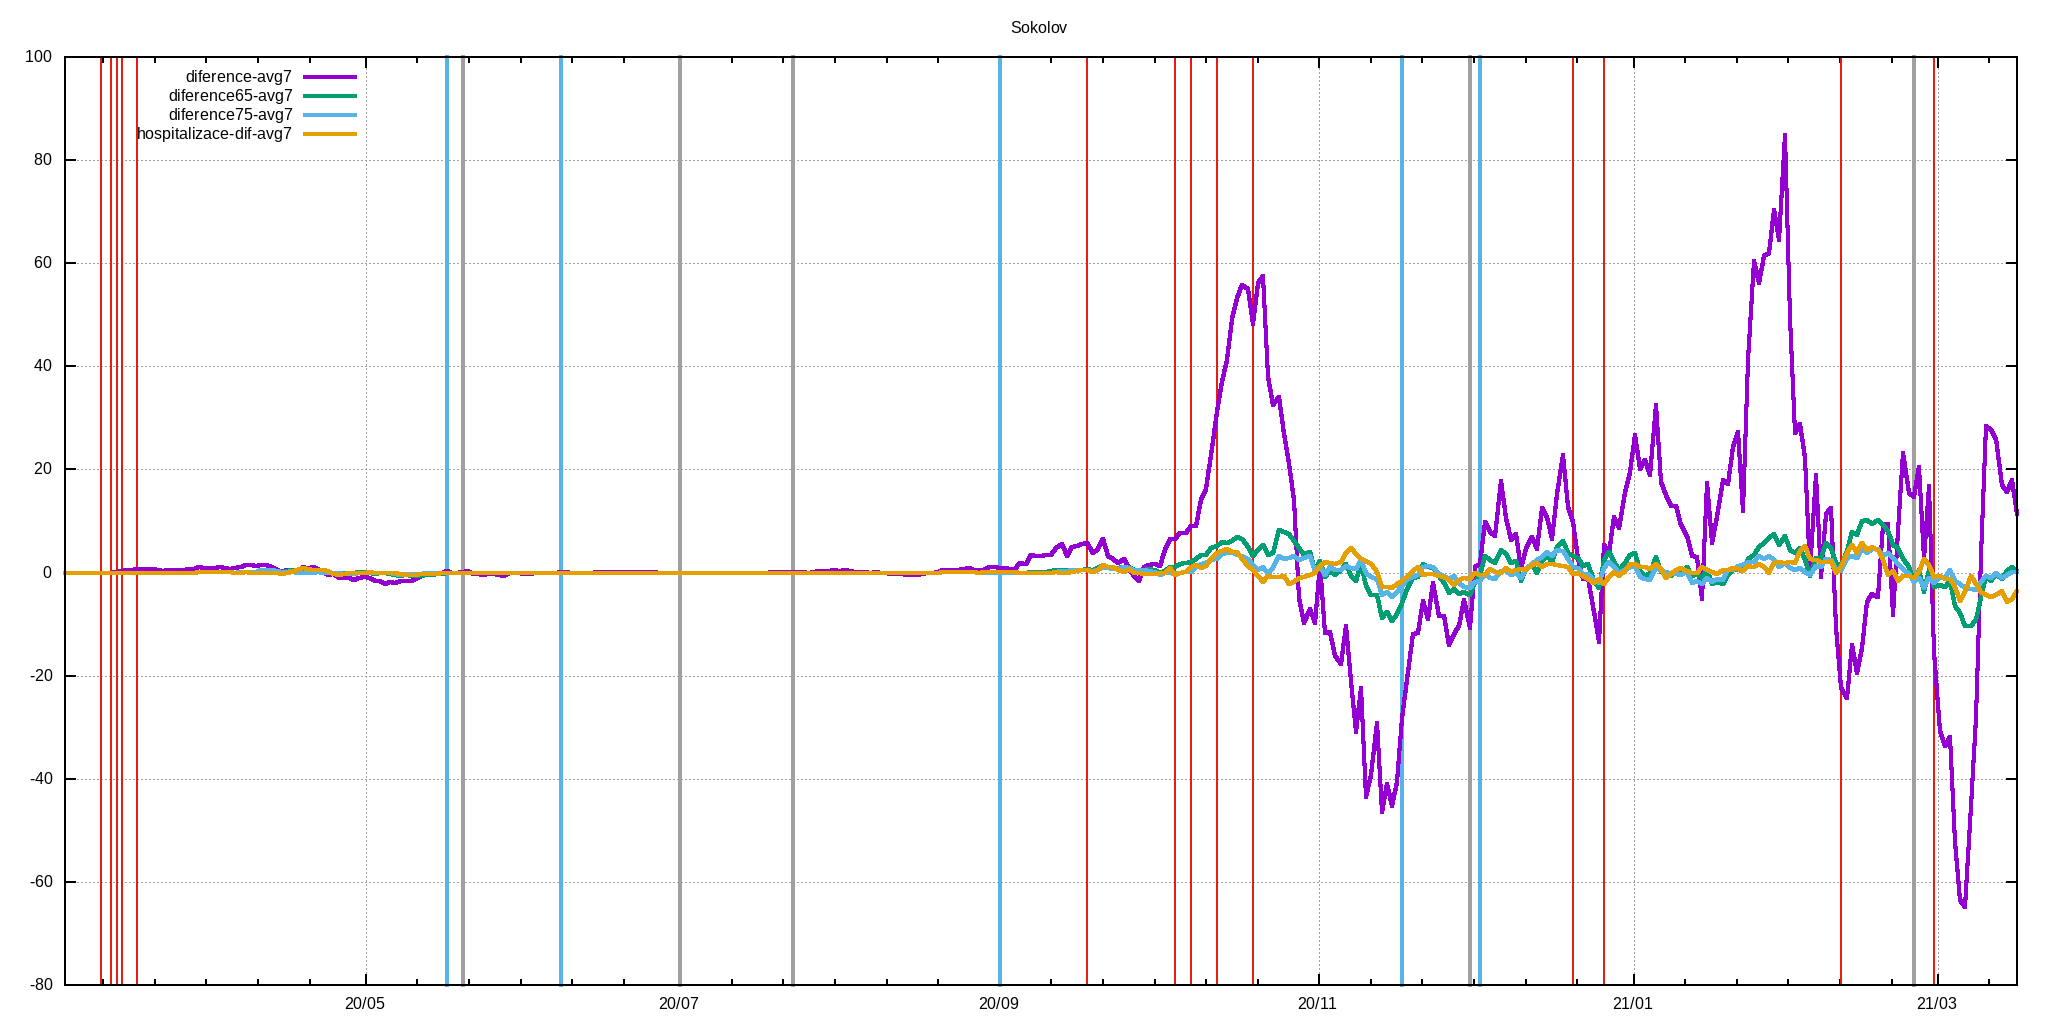 Sokolov
100
80
60
40
20
0
-20
-40
-60
-80
diference-avg7
diference65-avg7
diference75-avg7
hospitalizace-dif-avg7
20/05 20/07 20/09 20/11 21/01 21/03